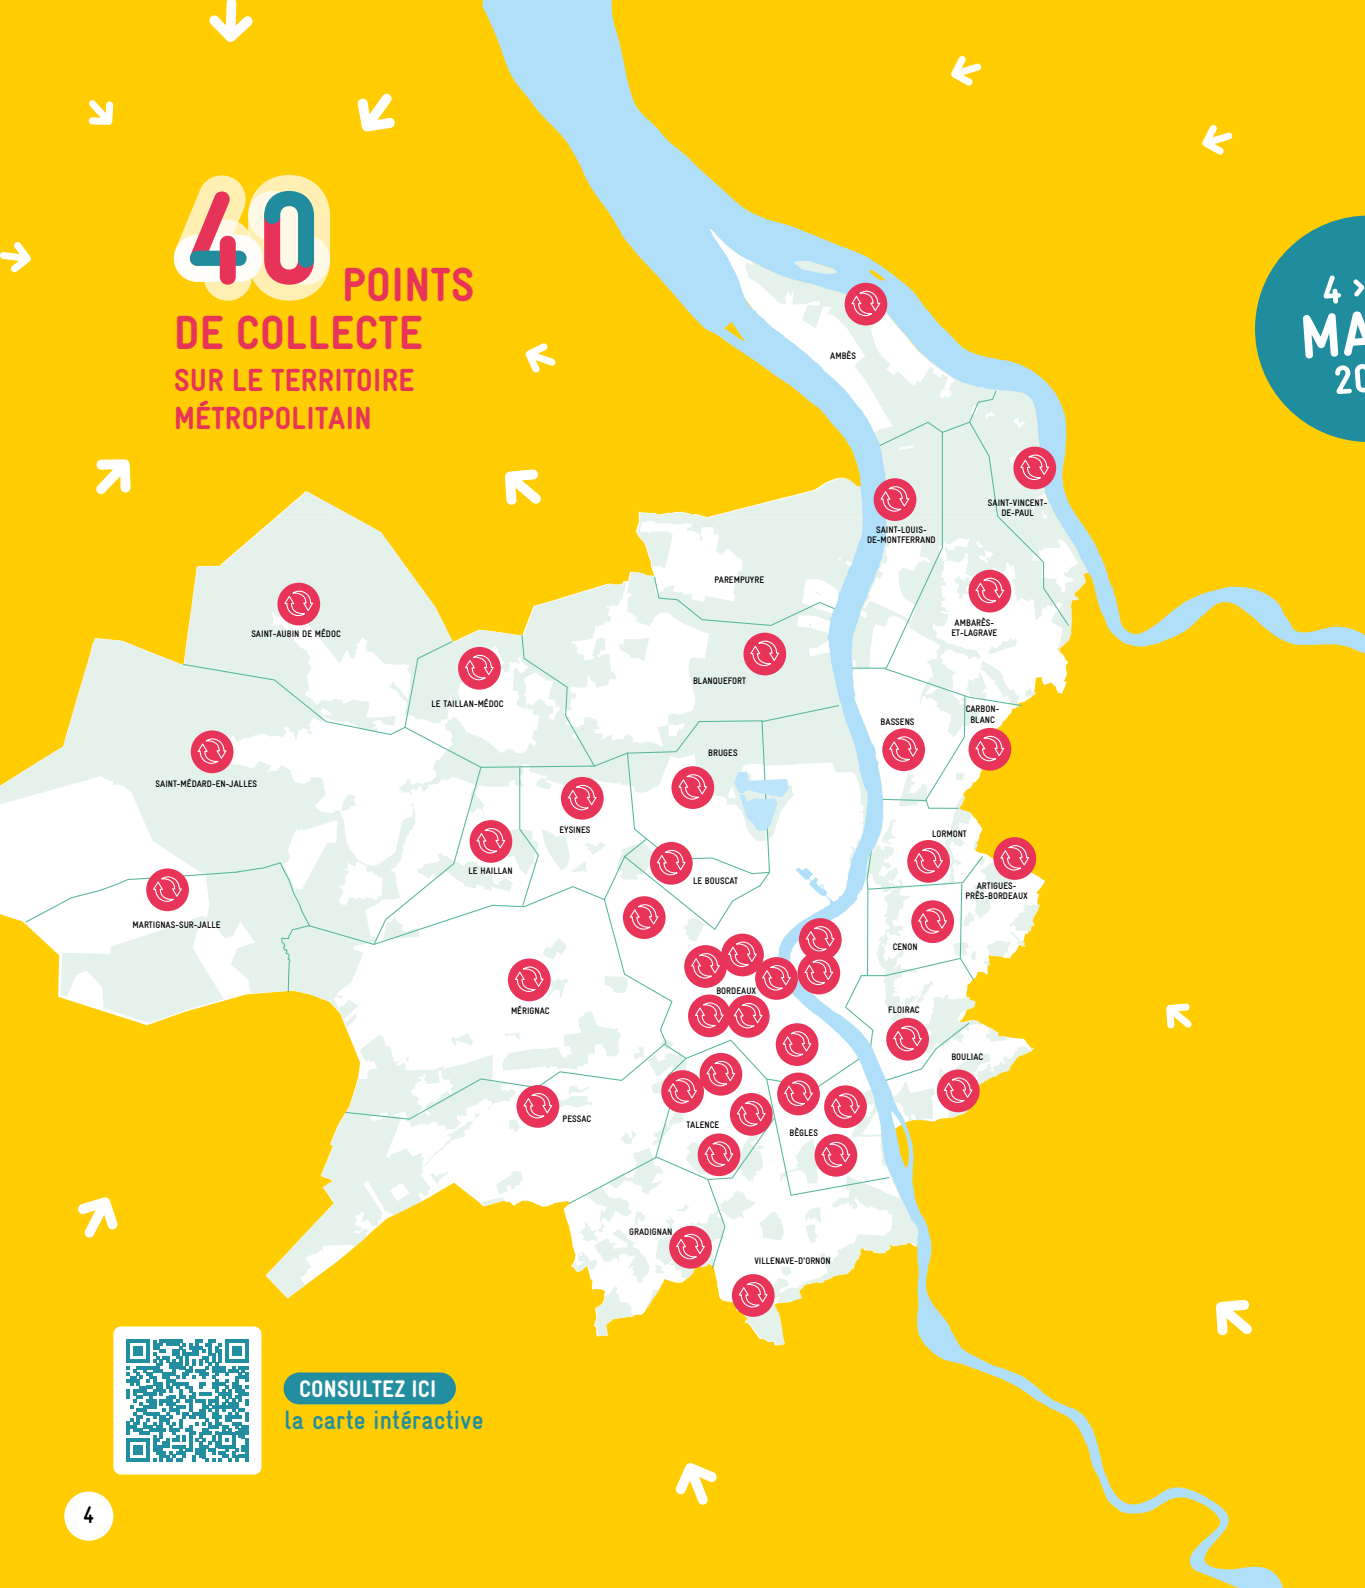 40 POINTS
DE COLLECTE
SUR LE TERRITOIRE
MÉTROPOLITAIN
4 >
MA
20
AMBÈS
SAINT-VINCENT-
DE-PAUL
SAINT-LOUIS-
DE-MONTFERRAND
PAREMPUYRE
AMBARÈS-
ET-LAGRAVE
SAINT-AUBIN DE MÉDOC
BLANQUEFORT
LE TAILLAN-MÉDOC
CARBON-
BLANC
BASSENS
BRUGES
SAINT-MÉDARD-EN-JALLES
EYSINES
LORMONT
LE HAILLAN
LE BOUSCAT
ARTIGUES-
PRÈS-BORDEAUX
MARTIGNAS-SUR-JALLE
CENON
BORDEAUX
MÉRIGNAC
FLOIRAC
BOULIAC
PESSAC
TALENCE
BÈGLES
GRADIGNAN
VILLENAVE-D'ORNON
CONSULTEZ ICI
la carte intéractive
4